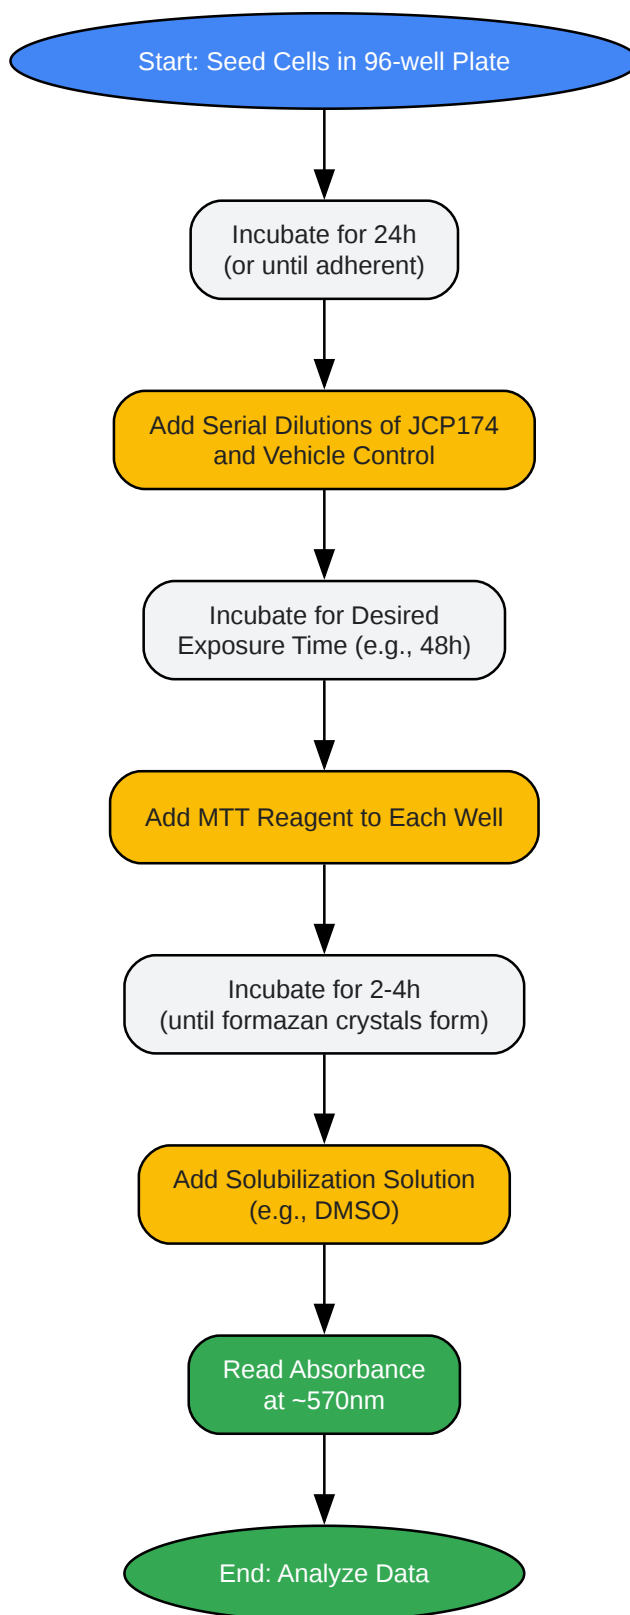 Start: Seed Cells in 96-well Plate
Incubate for 24h
(or until adherent)
Add Serial Dilutions of JCP174
and Vehicle Control
Incubate for Desired
Exposure Time (e.g., 48h)
Add MTT Reagent to Each Well
Incubate for 2-4h
(until formazan crystals form)
Add Solubilization Solution
(e.g., DMSO)
Read Absorbance
at ~570nm
End: Analyze Data